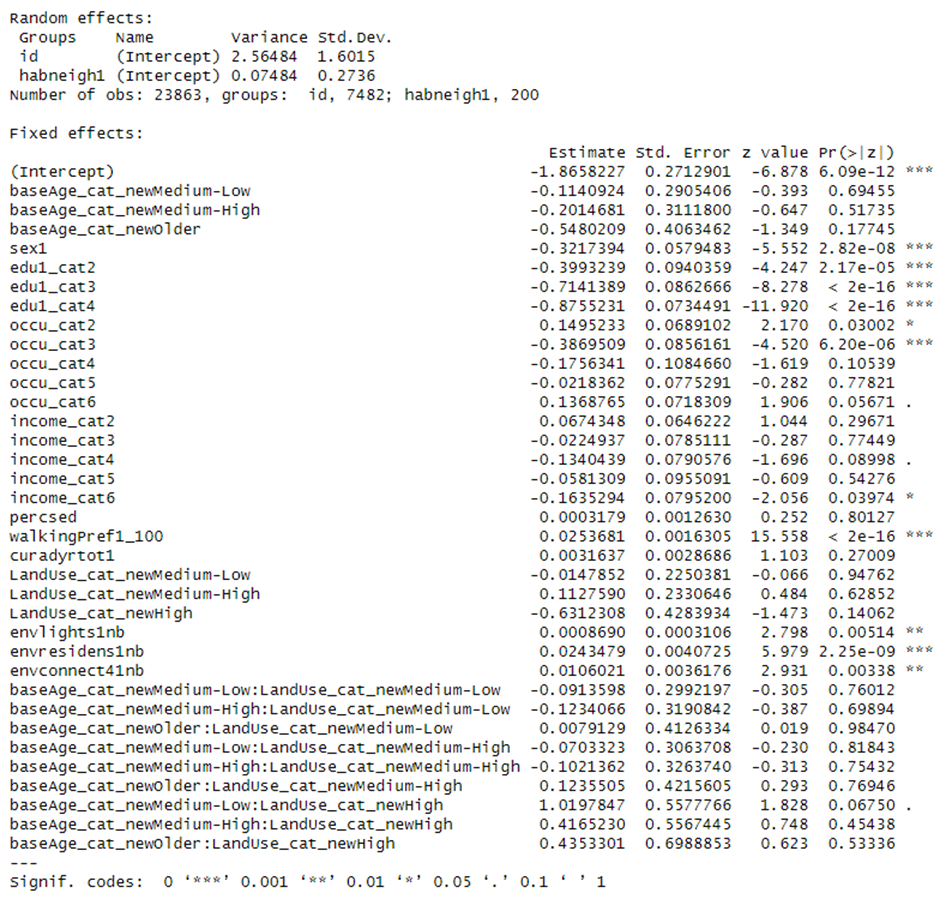 Random effects:
Groups Name Variance Std.Dev.
id (Intercept) 2.56484 1.6015
habneigh1 (Intercept) 0.07484 0.2736
Number of obs: 23863, groups: id, 7482; habneigh1, 200
Fixed effects:
Estimate Std. Error z value Pr(>|z|)
(Intercept) -1.8658227 0.2712901 -6.878 6.09e-12 ***
baseAge_cat_newMedium-Low -0.1140924 0.2905406 -0.393 0.69455
baseAge_cat_newMedium-High -0.2014681 0.3111800 -0.647 0.51735
baseAge_cat_newOlder -0.5480209 0.4063462 -1.349 0.17745
sex1 -0.3217394 0.0579483 -5.552 2.82e-08 ***
edu1_cat2 -0.3993239 0.0940359 -4.247 2.17e-05 ***
edu1_cat3 -0.7141389 0.0862666 -8.278 < 2e-16 ***
edu1_cat4 -0.8755231 0.0734491 -11.920 < 2e-16 ***
occu_cat2 0.1495233 0.0689102 2.170 0.03002 *
occu_cat3 -0.3869509 0.0856161 -4.520 6.20e-06 ***
occu_cat4 -0.1756341 0.1084660 -1.619 0.10539
occu_cat5 -0.0218362 0.0775291 -0.282 0.77821
occu_cat6 0.1368765 0.0718309 1.906 0.05671 .
income_cat2 0.0674348 0.0646222 1.044 0.29671
income_cat3 -0.0224937 0.0785111 -0.287 0.77449
income_cat4 -0.1340439 0.0790576 -1.696 0.08998 .
income_cat5 -0.0581309 0.0955091 -0.609 0.54276
income_cat6 -0.1635294 0.0795200 -2.056 0.03974 *
percsed 0.0003179 0.0012630 0.252 0.80127
walkingPref1_100 0.0253681 0.0016305 15.558 < 2e-16 ***
curadyrtot1 0.0031637 0.0028686 1.103 0.27009
LandUse_cat_newMedium-Low -0.0147852 0.2250381 -0.066 0.94762
LandUse_cat_newMedium-High 0.1127590 0.2330646 0.484 0.62852
LandUse_cat_newHigh -0.6312308 0.4283934 -1.473 0.14062
envlights1nb 0.0008690 0.0003106 2.798 0.00514 **
envresidens1nb 0.0243479 0.0040725 5.979 2.25e-09 ***
envconnect41nb 0.0106021 0.0036176 2.931 0.00338 **
baseAge_cat_newMedium-Low:LandUse_cat_newMedium-Low -0.0913598 0.2992197 -0.305 0.76012
baseAge_cat_newMedium-High:LandUse_cat_newMedium-Low -0.1234066 0.3190842 -0.387 0.69894
baseAge_cat_newOlder:LandUse_cat_newMedium-Low 0.0079129 0.4126334 0.019 0.98470
baseAge_cat_newMedium-Low:LandUse_cat_newMedium-High -0.0703323 0.3063708 -0.230 0.81843
baseAge_cat_newMedium-High:LandUse_cat_newMedium-High -0.1021362 0.3263740 -0.313 0.75432
baseAge_cat_newOlder:LandUse_cat_newMedium-High 0.1235505 0.4215605 0.293 0.76946
baseAge_cat_newMedium-Low:LandUse_cat_newHigh 1.0197847 0.5577766 1.828 0.06750 .
baseAge_cat_newMedium-High:LandUse_cat_newHigh 0.4165230 0.5567445 0.748 0.45438
baseAge_cat_newOlder:LandUse_cat_newHigh 0.4353301 0.6988853 0.623 0.53336
---
Signif. codes: 0 ‘***’ 0.001 ‘**’ 0.01 ‘*’ 0.05 ‘.’ 0.1 ‘ ’ 1